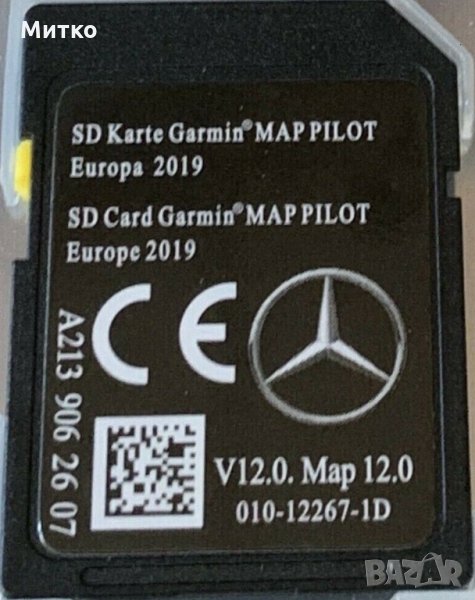 Митко
SD Karte Garmin® MAP PILOT
Europa 2019
SD Card Garmin® MAP PILOT
Europe 2019
CE
A213 906 26 07
V12.0. Map 12.0
010-12267-1D
BAZAR